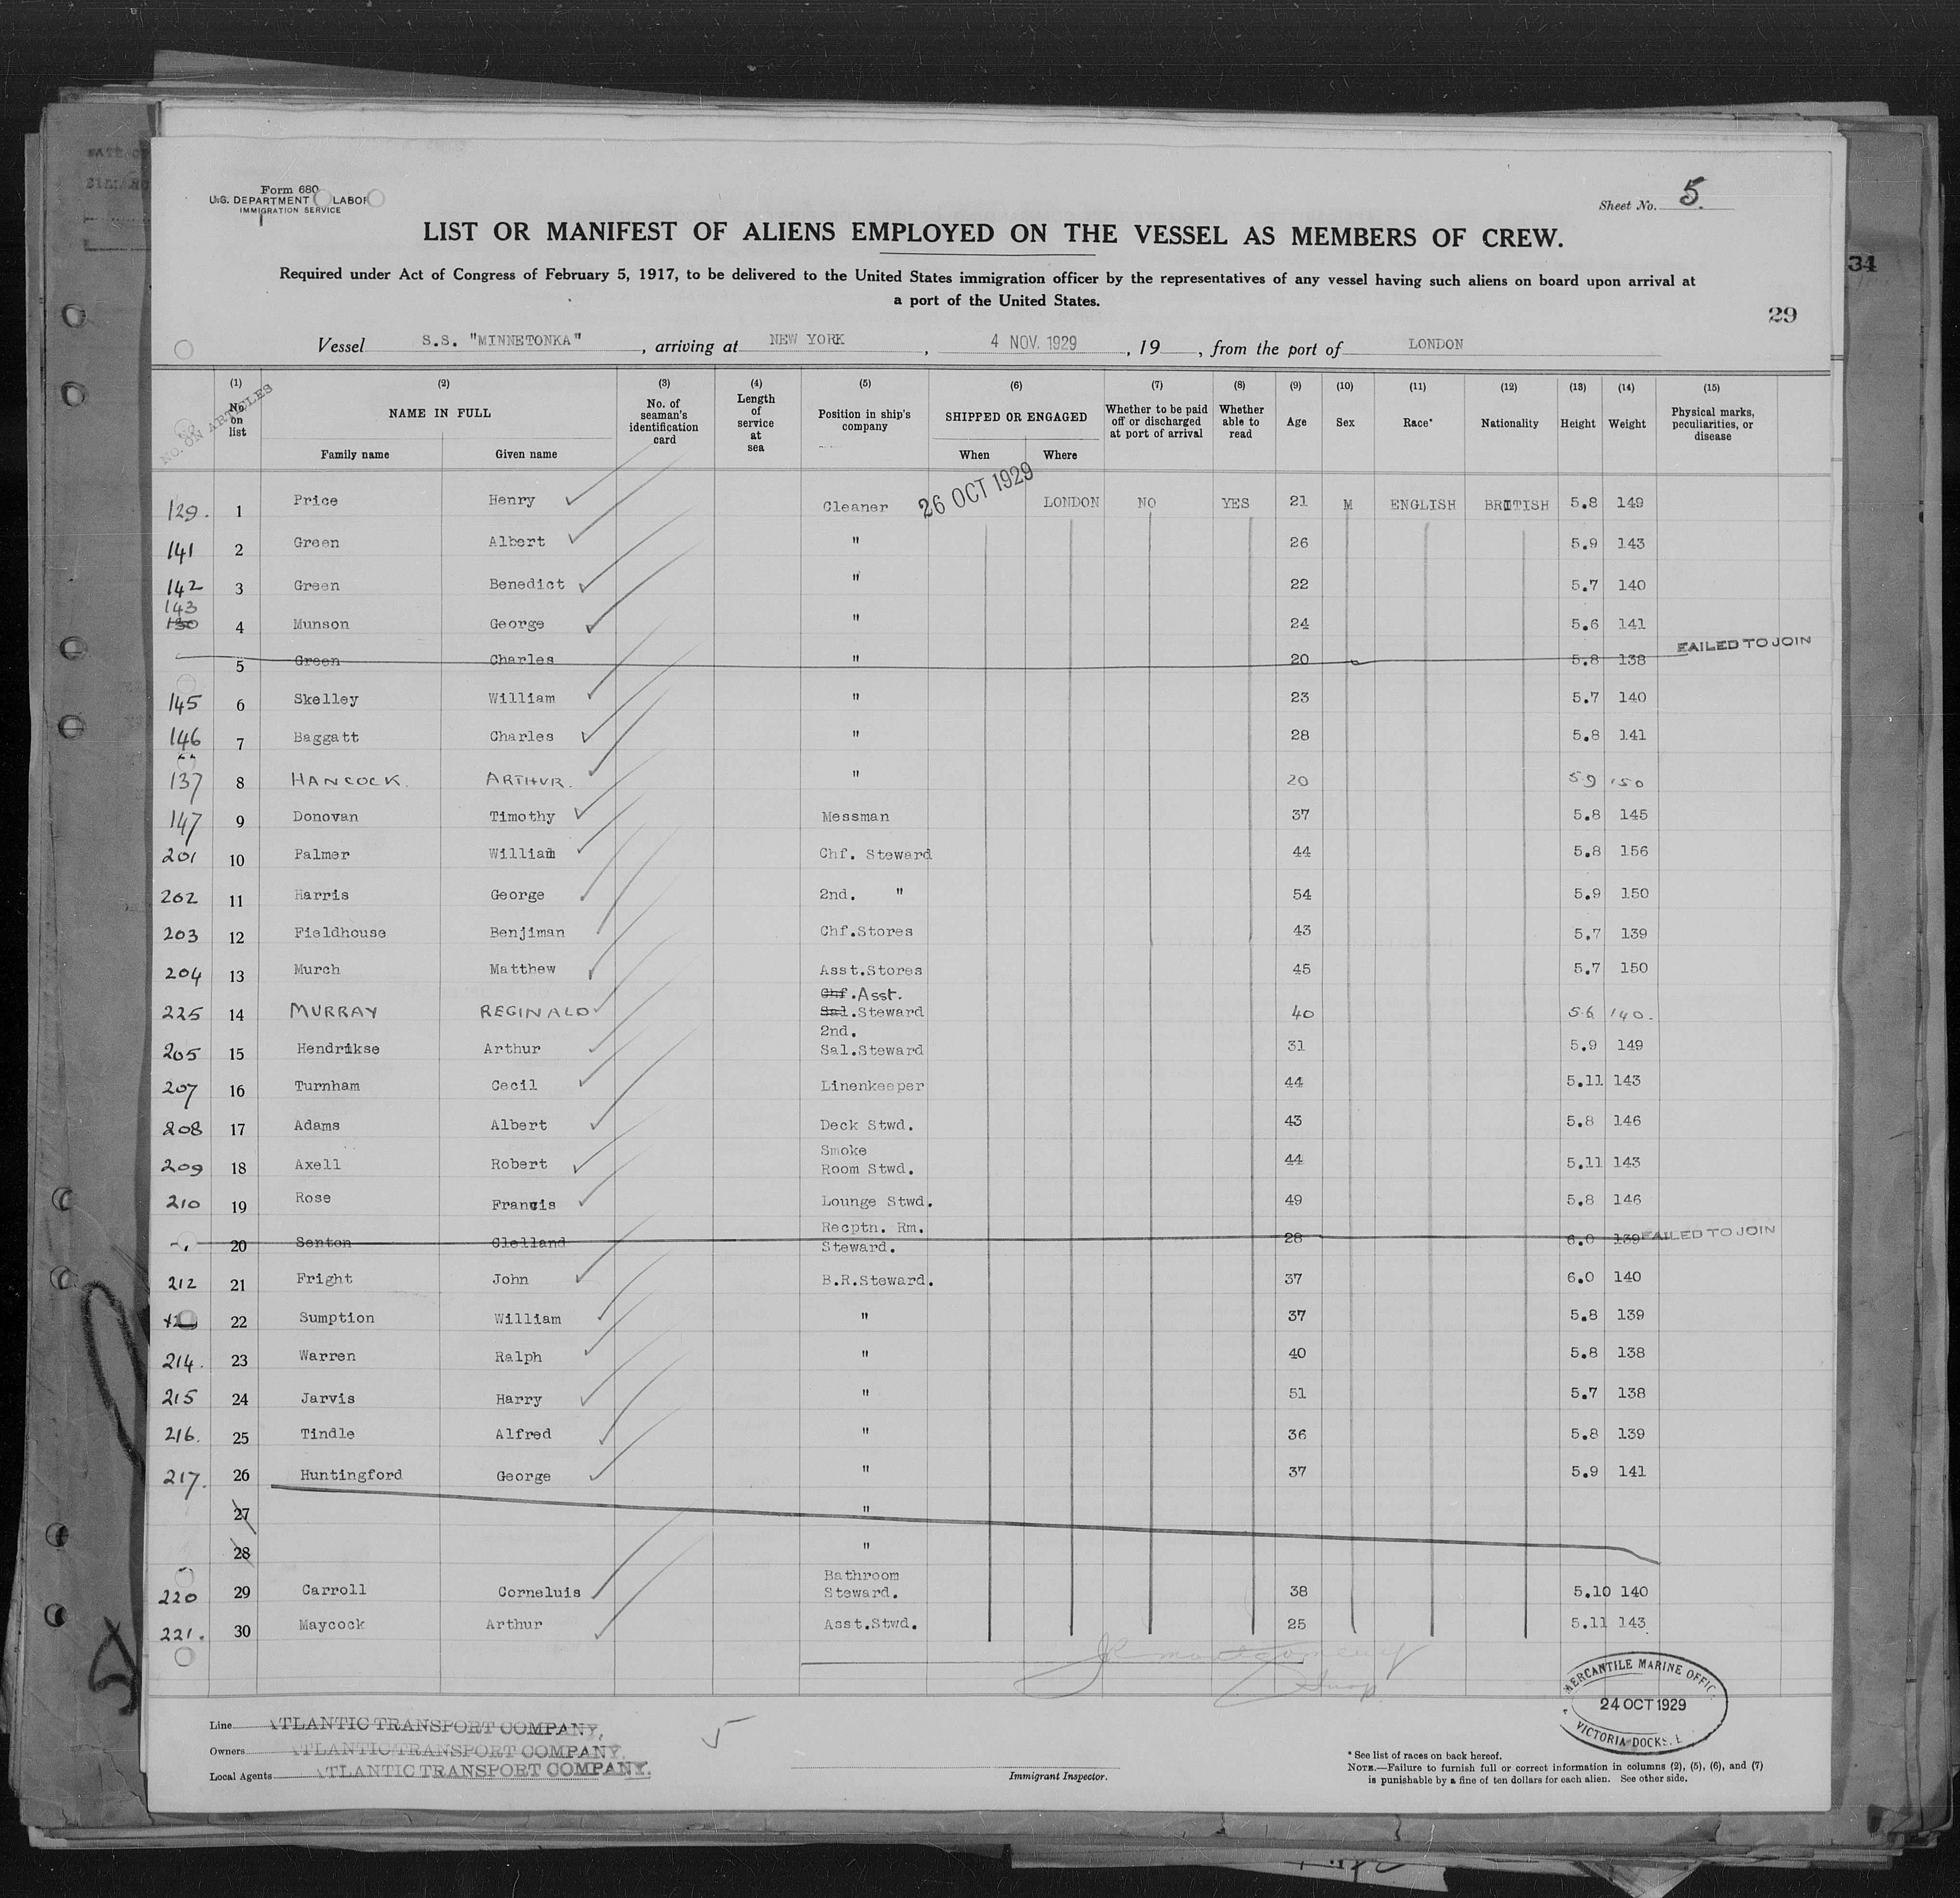 34
Form 680
U.S. DEPARTMENT LABOR
IMMIGRATION SERVICE
Sheet No. 5.
LIST OR MANIFEST OF ALIENS EMPLOYED ON THE VESSEL AS MEMBERS OF CREW.
Required under Act of Congress of February 5, 1917, to be delivered to the United States immigration officer by the representatives of any vessel having such aliens on board upon arrival at
a port of the United States.
29
Vessel S.S. "MINNETONKA" , arriving at NEW YORK , 4 NOV. 1929 , 19 , from the port of LONDON
NO. ON ARTICLES
(1) No. on list
(2) NAME IN FULL
Family name Given name
(3) No. of seaman's identification card
(4) Length of service at sea
(5) Position in ship's company
(6) SHIPPED OR ENGAGED
When Where
(7) Whether to be paid off or discharged at port of arrival
(8) Whether able to read
(9) Age
(10) Sex
(11) Race*
(12) Nationality
(13) Height
(14) Weight
(15) Physical marks, peculiarities, or disease
129. 1 Price Henry Cleaner 26 OCT 1929 LONDON NO YES 21 M ENGLISH BRITISH 5.8 149
141 2 Green Albert " 26 5.9 143
142 3 Green Benedict " 22 5.7 140
143
130 4 Munson George " 24 5.6 141
5 Green Charles " 20 5.8 138 FAILED TO JOIN
145 6 Skelley William " 23 5.7 140
146 7 Baggatt Charles " 28 5.8 141
137 8 HANCOCK. ARTHUR. " 20 5.9 150
147 9 Donovan Timothy Messman 37 5.8 145
201 10 Palmer William Chf. Steward 44 5.8 156
202 11 Harris George 2nd. " 54 5.9 150
203 12 Fieldhouse Benjiman Chf.Stores 43 5.7 139
204 13 Murch Matthew Asst.Stores 45 5.7 150
Chf.Asst.
225 14 MURRAY REGINALD Sal.Steward 40 5.6 140.
2nd.
205 15 Hendrikse Arthur Sal.Steward 31 5.9 149
207 16 Turnham Cecil Linenkeeper 44 5.11 143
208 17 Adams Albert Deck Stwd. 43 5.8 146
Smoke
209 18 Axell Robert Room Stwd. 44 5.11 143
210 19 Rose Francis Lounge Stwd. 49 5.8 146
Recptn. Rm.
20 Senton Clelland Steward. 28 6.0 139 FAILED TO JOIN
212 21 Fright John B.R.Steward. 37 6.0 140
22 Sumption William " 37 5.8 139
214. 23 Warren Ralph " 40 5.8 138
215 24 Jarvis Harry " 51 5.7 138
216. 25 Tindle Alfred " 36 5.8 139
217. 26 Huntingford George " 37 5.9 141
27 "
28 "
Bathroom
220 29 Carroll Corneluis Steward. 38 5.10 140
221. 30 Maycock Arthur Asst.Stwd. 25 5.11 143
MERCANTILE MARINE OFFICE
24 OCT 1929
VICTORIA DOCKS. E
Line ATLANTIC TRANSPORT COMPANY.
Owners ATLANTIC TRANSPORT COMPANY.
Local Agents ATLANTIC TRANSPORT COMPANY.
5
Immigrant Inspector.
* See list of races on back hereof.
NOTE.—Failure to furnish full or correct information in columns (2), (5), (6), and (7)
is punishable by a fine of ten dollars for each alien. See other side.